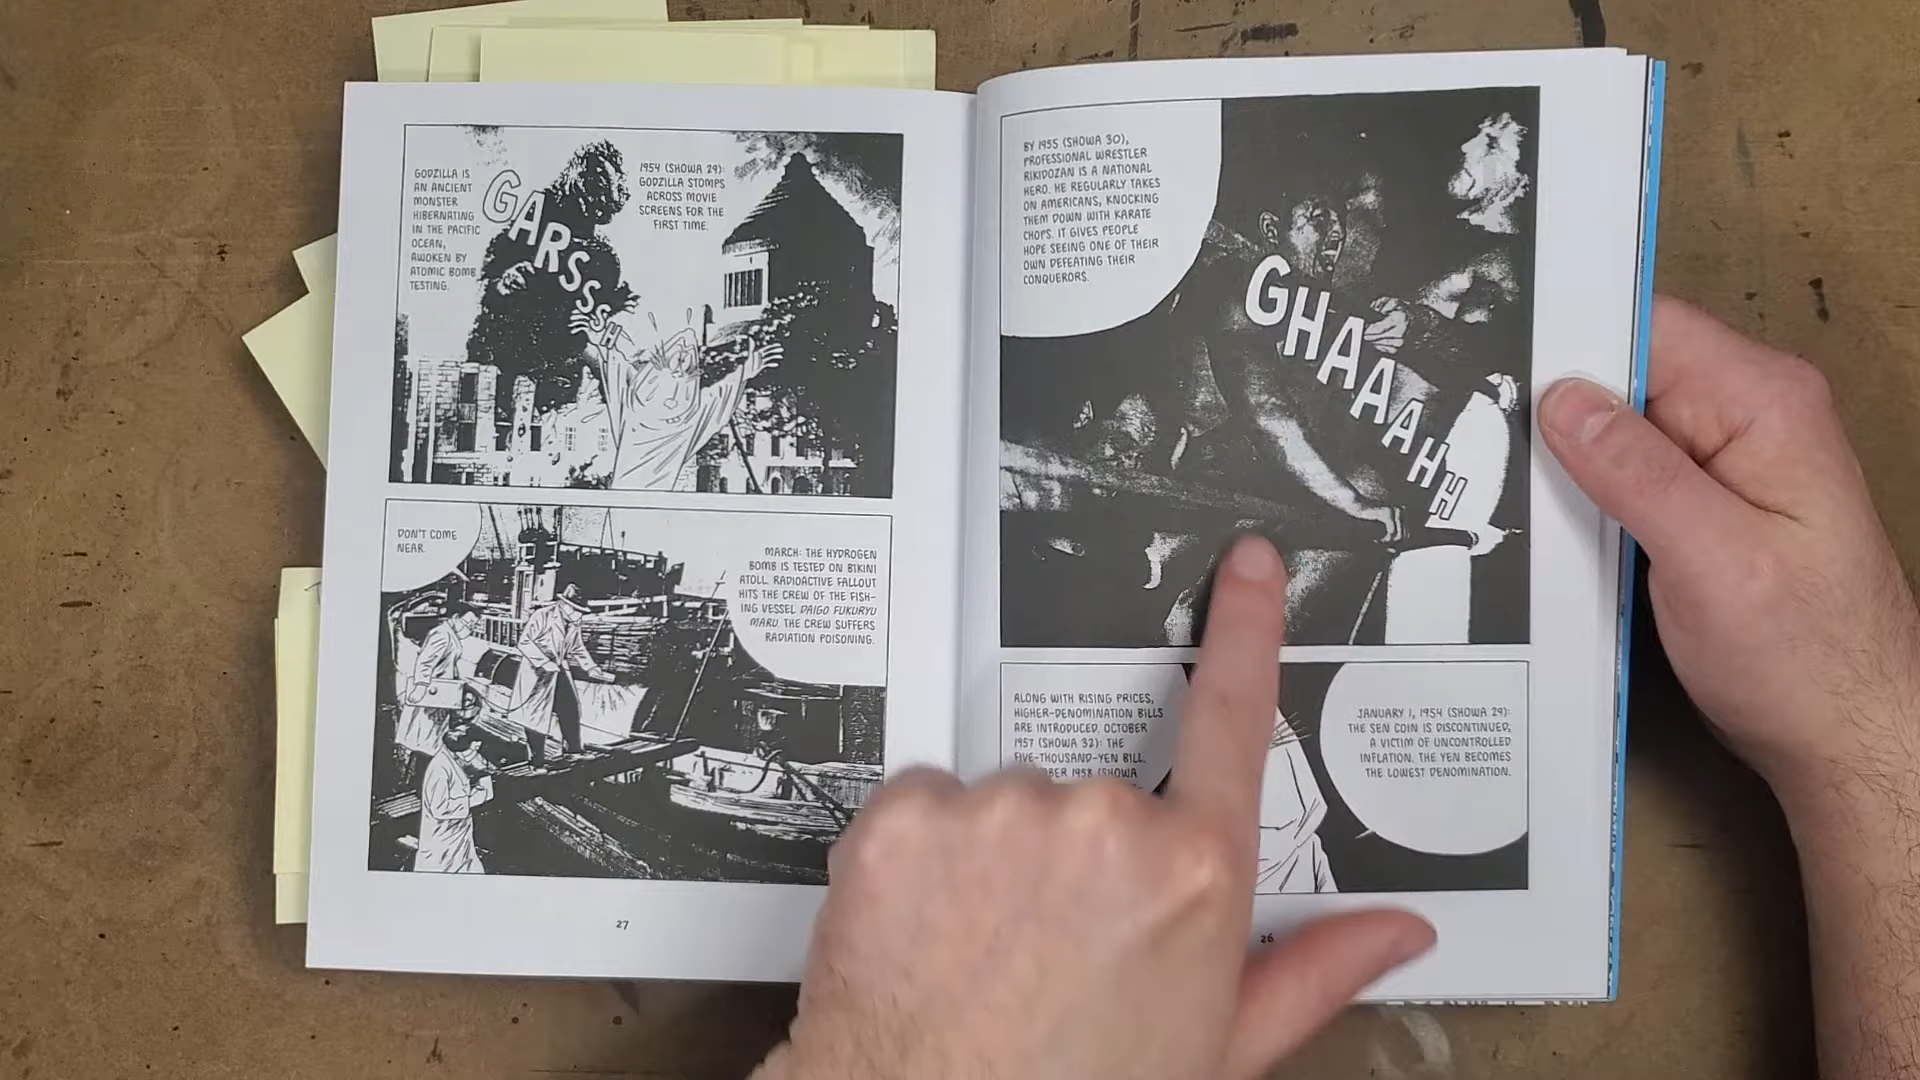 BY 1955 (SHOWA 30),
PROFESSIONAL WRESTLER
RIKIDOZAN IS A NATIONAL
HERO. HE REGULARLY TAKES
ON AMERICANS, KNOCKING
THEM DOWN WITH KARATE
CHOPS. IT GIVES PEOPLE
HOPE SEEING ONE OF THEIR
OWN DEFEATING THEIR
CONQUERORS.
GHAAAHH
JANUARY 1, 1954 (SHOWA 29):
THE SEN COIN IS DISCONTINUED,
A VICTIM OF UNCONTROLLED
INFLATION. THE YEN BECOMES
THE LOWEST DENOMINATION.
ALONG WITH RISING PRICES,
HIGHER-DENOMINATION BILLS
ARE INTRODUCED. OCTOBER
1957 (SHOWA 32): THE
FIVE-THOUSAND-YEN BILL.
1958 (SHOWA
26
1954 (SHOWA 29):
GODZILLA STOMPS
ACROSS MOVIE
SCREENS FOR THE
FIRST TIME.
GODZILLA IS
AN ANCIENT
MONSTER
HIBERNATING
IN THE PACIFIC
OCEAN,
AWOKEN BY
ATOMIC BOMB
TESTING.
GARSSSH
MARCH: THE HYDROGEN
BOMB IS TESTED ON BIKINI
ATOLL. RADIOACTIVE FALLOUT
HITS THE CREW OF THE FISH-
ING VESSEL DAIGO FUKURYU
MARU. THE CREW SUFFERS
RADIATION POISONING.
DON'T COME
NEAR.
27